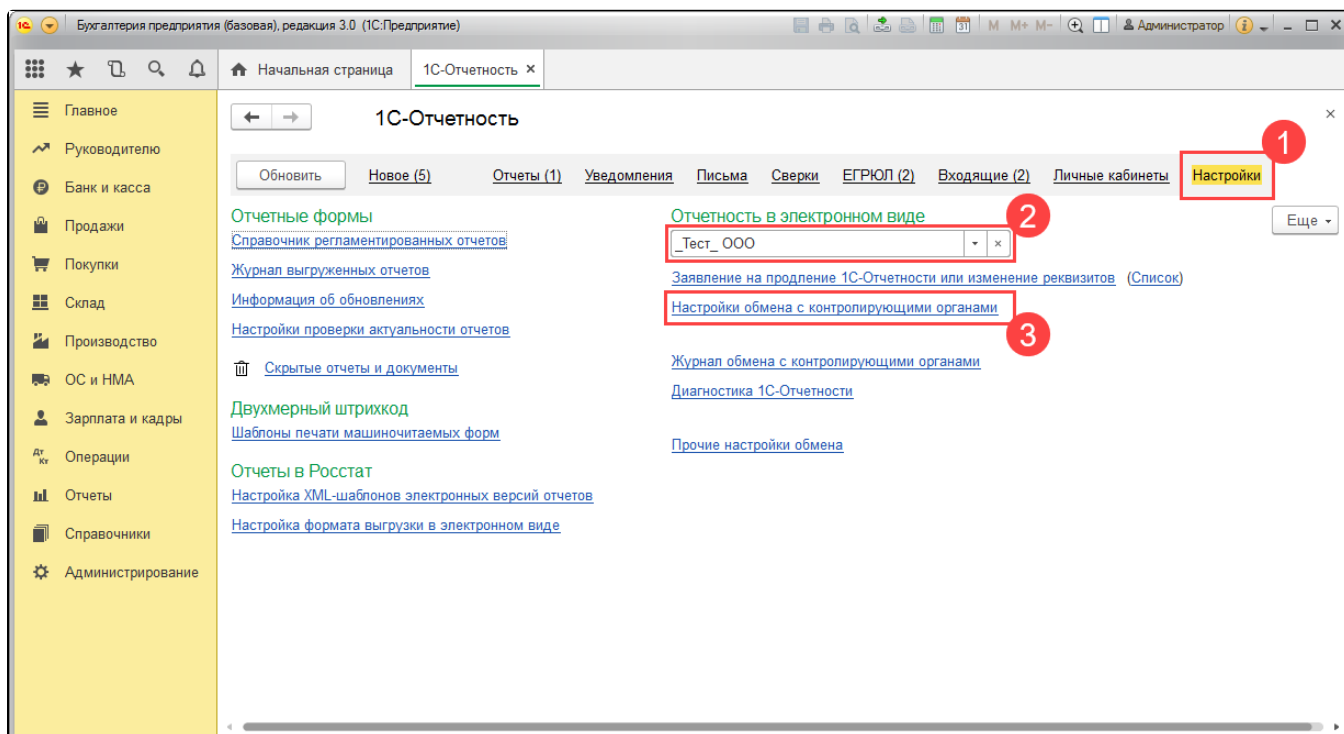 Бухгалтерия предприятия (базовая), редакция 3.0 (1С:Предприятие)
M M+ M- Администратор
Начальная страница 1С-Отчетность ×
Главное
Руководителю
Банк и касса
Продажи
Покупки
Склад
Производство
ОС и НМА
Зарплата и кадры
Операции
Отчеты
Справочники
Администрирование
1С-Отчетность
1
Обновить Новое (5) Отчеты (1) Уведомления Письма Сверки ЕГРЮЛ (2) Входящие (2) Личные кабинеты Настройки
Еще
Отчетные формы
Справочник регламентированных отчетов
Журнал выгруженных отчетов
Информация об обновлениях
Настройки проверки актуальности отчетов
Скрытые отчеты и документы
Двухмерный штрихкод
Шаблоны печати машиночитаемых форм
Отчеты в Росстат
Настройка XML-шаблонов электронных версий отчетов
Настройка формата выгрузки в электронном виде
Отчетность в электронном виде
2
_Тест_ ООО
Заявление на продление 1С-Отчетности или изменение реквизитов (Список)
Настройки обмена с контролирующими органами
3
Журнал обмена с контролирующими органами
Диагностика 1С-Отчетности
Прочие настройки обмена